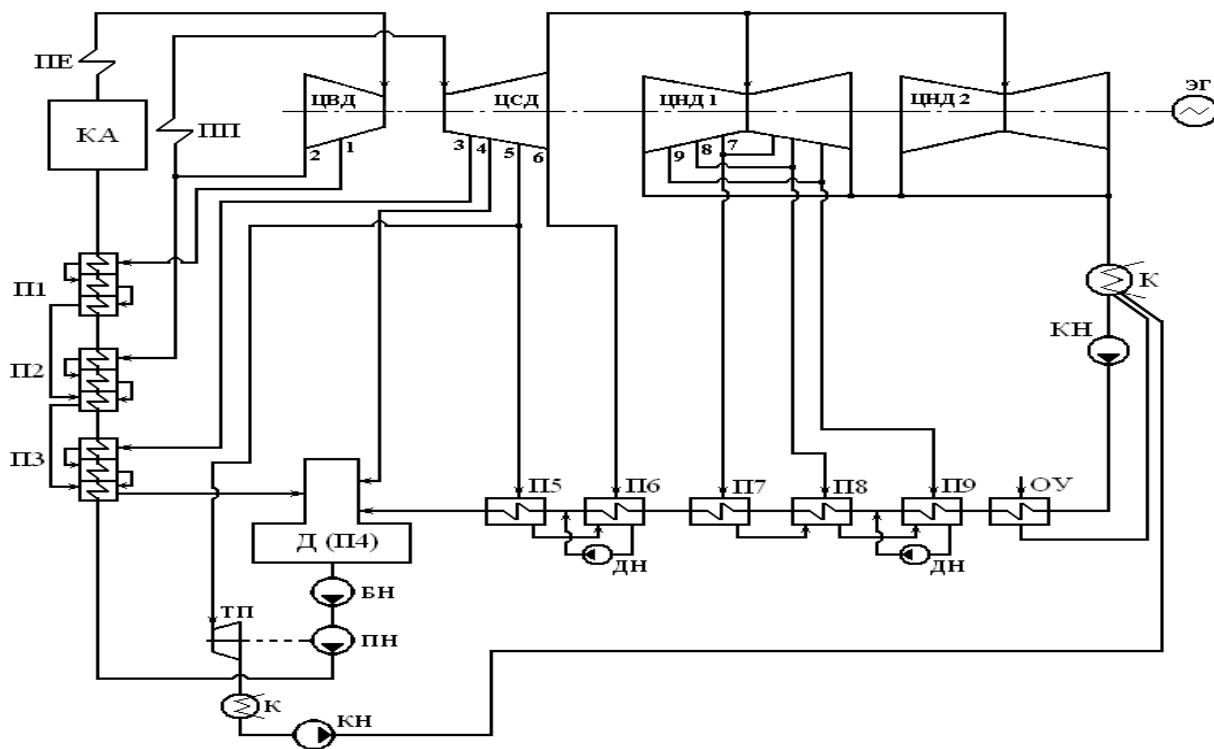 ПЕ
КА
ПП
ЦВД
2
1
ЦСД
3
4
5
6
ЦНД 1
9
8
7
ЦНД 2
ЭГ
П1
П2
П3
К
КН
Д (П4)
П5
П6
П7
П8
П9
ОУ
ДН
ДН
БН
ТП
ПН
К
КН